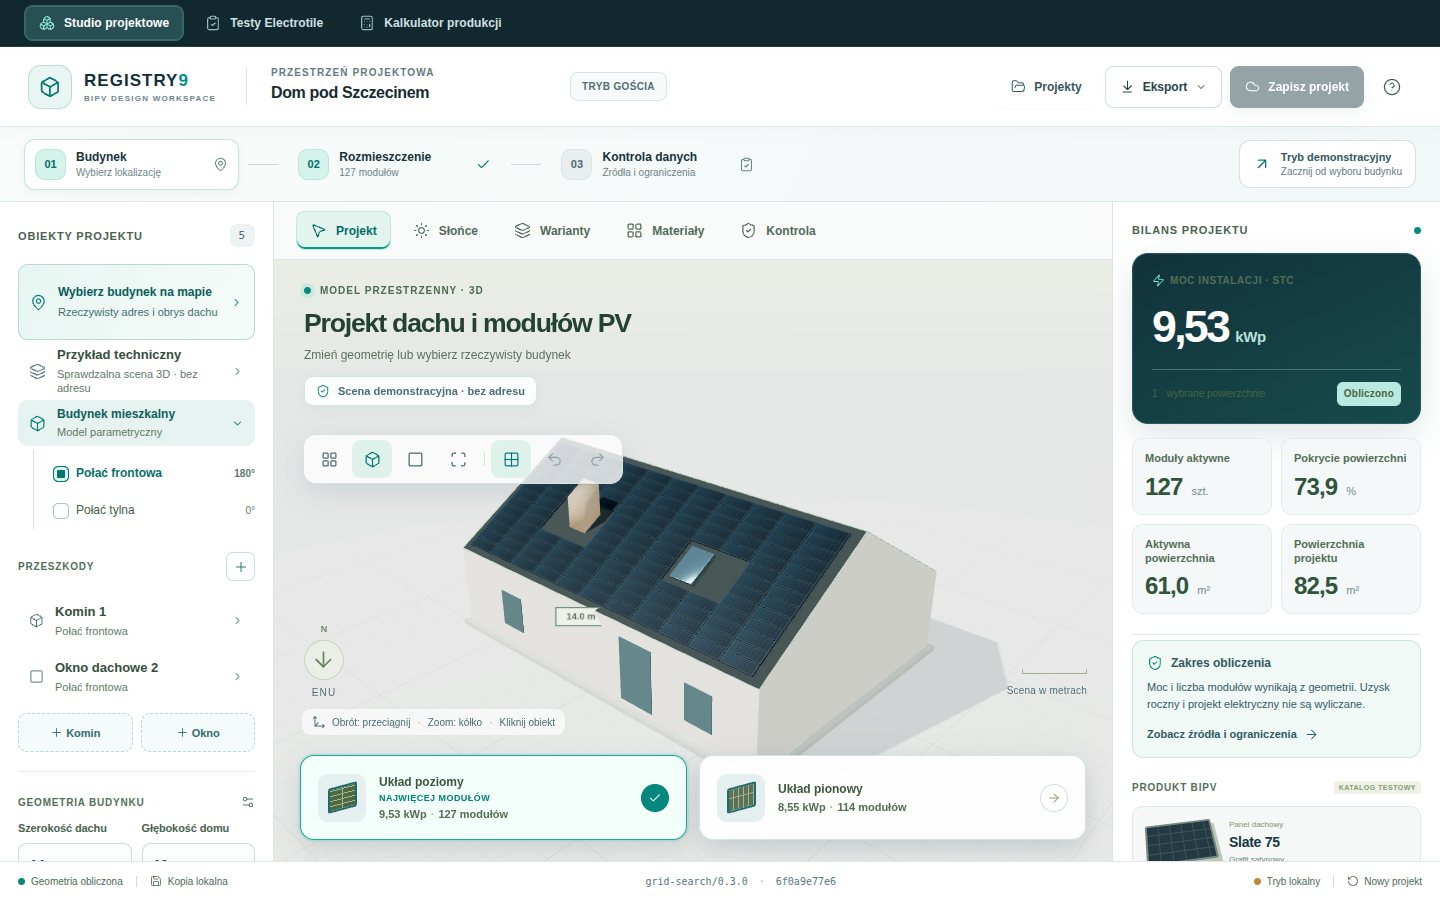 Studio projektowe
Testy Electrotile
Kalkulator produkcji
REGISTRY9
BIPV DESIGN WORKSPACE
PRZESTRZEŃ PROJEKTOWA
Dom pod Szczecinem
TRYB GOŚCIA
Projekty
Eksport
Zapisz projekt
01
Budynek
Wybierz lokalizację
02
Rozmieszczenie
127 modułów
03
Kontrola danych
Źródła i ograniczenia
Tryb demonstracyjny
Zacznij od wyboru budynku
OBIEKTY PROJEKTU
5
Wybierz budynek na mapie
Rzeczywisty adres i obrys dachu
Przykład techniczny
Sprawdzalna scena 3D · bez
adresu
Budynek mieszkalny
Model parametryczny
Połać frontowa
180°
Połać tylna
0°
PRZESZKODY
Komin 1
Połać frontowa
Okno dachowe 2
Połać frontowa
Komin
Okno
GEOMETRIA BUDYNKU
Szerokość dachu
Głębokość domu
Projekt
Słońce
Warianty
Materiały
Kontrola
MODEL PRZESTRZENNY · 3D
Projekt dachu i modułów PV
Zmień geometrię lub wybierz rzeczywisty budynek
Scena demonstracyjna · bez adresu
14.0 m
N
ENU
Scena w metrach
Obrót: przeciągnij · Zoom: kółko · Kliknij obiekt
Układ poziomy
NAJWIĘCEJ MODUŁÓW
9,53 kWp · 127 modułów
Układ pionowy
8,55 kWp · 114 modułów
BILANS PROJEKTU
MOC INSTALACJI · STC
9,53 kWp
1 · wybrane powierzchnie
Obliczono
Moduły aktywne
127 szt.
Pokrycie powierzchni
73,9 %
Aktywna
powierzchnia
61,0 m²
Powierzchnia
projektu
82,5 m²
Zakres obliczenia
Moc i liczba modułów wynikają z geometrii. Uzysk
roczny i projekt elektryczny nie są wyliczane.
Zobacz źródła i ograniczenia
PRODUKT BIPV
KATALOG TESTOWY
Panel dachowy
Slate 75
Grafit satynowy
Geometria obliczona
Kopia lokalna
grid-search/0.3.0 · 6f0a9e77e6
Tryb lokalny
Nowy projekt